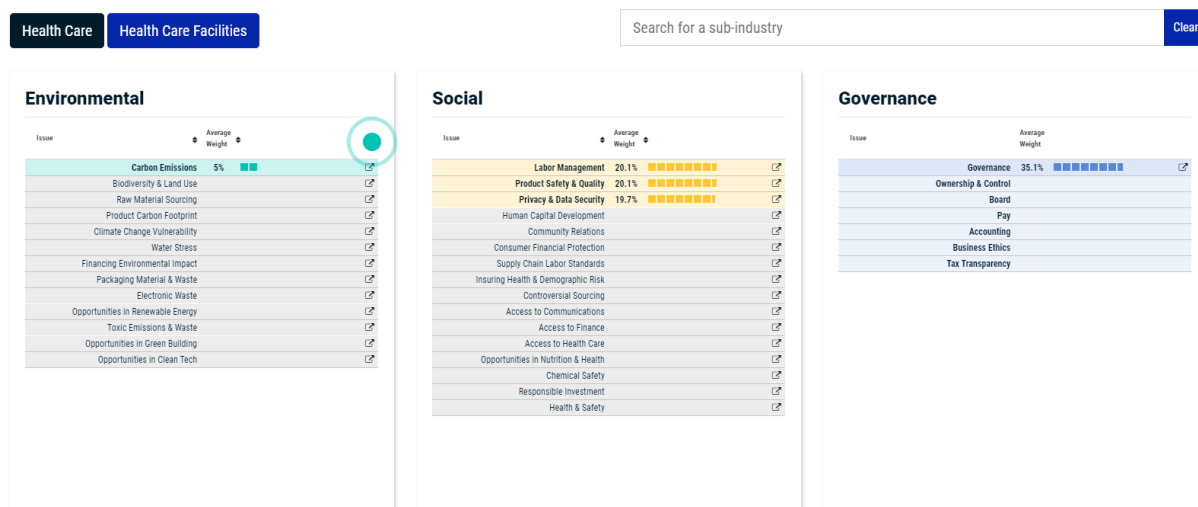 Health Care
Health Care Facilities
Search for a sub-industry
Clear
Environmental
Issue
Average Weight
Carbon Emissions 5%
Biodiversity & Land Use
Raw Material Sourcing
Product Carbon Footprint
Climate Change Vulnerability
Water Stress
Financing Environmental Impact
Packaging Material & Waste
Electronic Waste
Opportunities in Renewable Energy
Toxic Emissions & Waste
Opportunities in Green Building
Opportunities in Clean Tech
Social
Issue
Average Weight
Labor Management 20.1%
Product Safety & Quality 20.1%
Privacy & Data Security 19.7%
Human Capital Development
Community Relations
Consumer Financial Protection
Supply Chain Labor Standards
Insuring Health & Demographic Risk
Controversial Sourcing
Access to Communications
Access to Finance
Access to Health Care
Opportunities in Nutrition & Health
Chemical Safety
Responsible Investment
Health & Safety
Governance
Issue
Average Weight
Governance 35.1%
Ownership & Control
Board
Pay
Accounting
Business Ethics
Tax Transparency